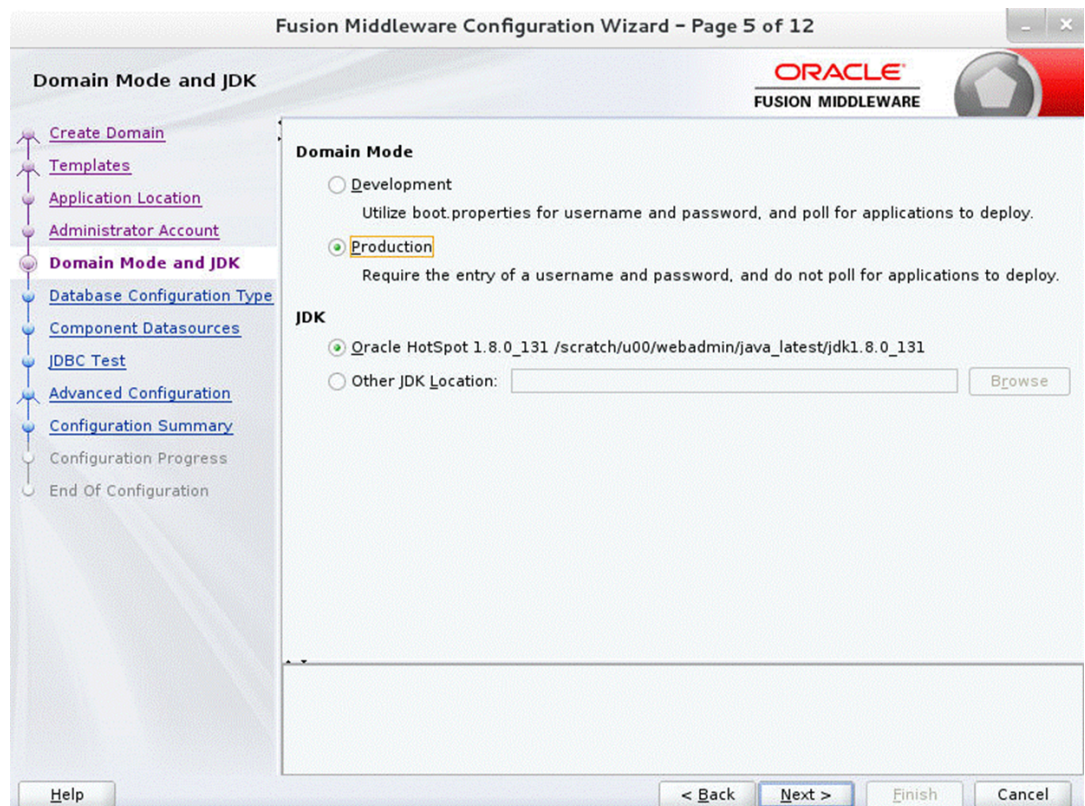 Fusion Middleware Configuration Wizard – Page 5 of 12
Domain Mode and JDK
ORACLE
FUSION MIDDLEWARE
Create Domain
Templates
Application Location
Administrator Account
Domain Mode and JDK
Database Configuration Type
Component Datasources
JDBC Test
Advanced Configuration
Configuration Summary
Configuration Progress
End Of Configuration
Domain Mode
Development
Utilize boot.properties for username and password, and poll for applications to deploy.
Production
Require the entry of a username and password, and do not poll for applications to deploy.
JDK
Oracle HotSpot 1.8.0_131 /scratch/u00/webadmin/java_latest/jdk1.8.0_131
Other JDK Location:
Browse
Help
< Back
Next >
Finish
Cancel